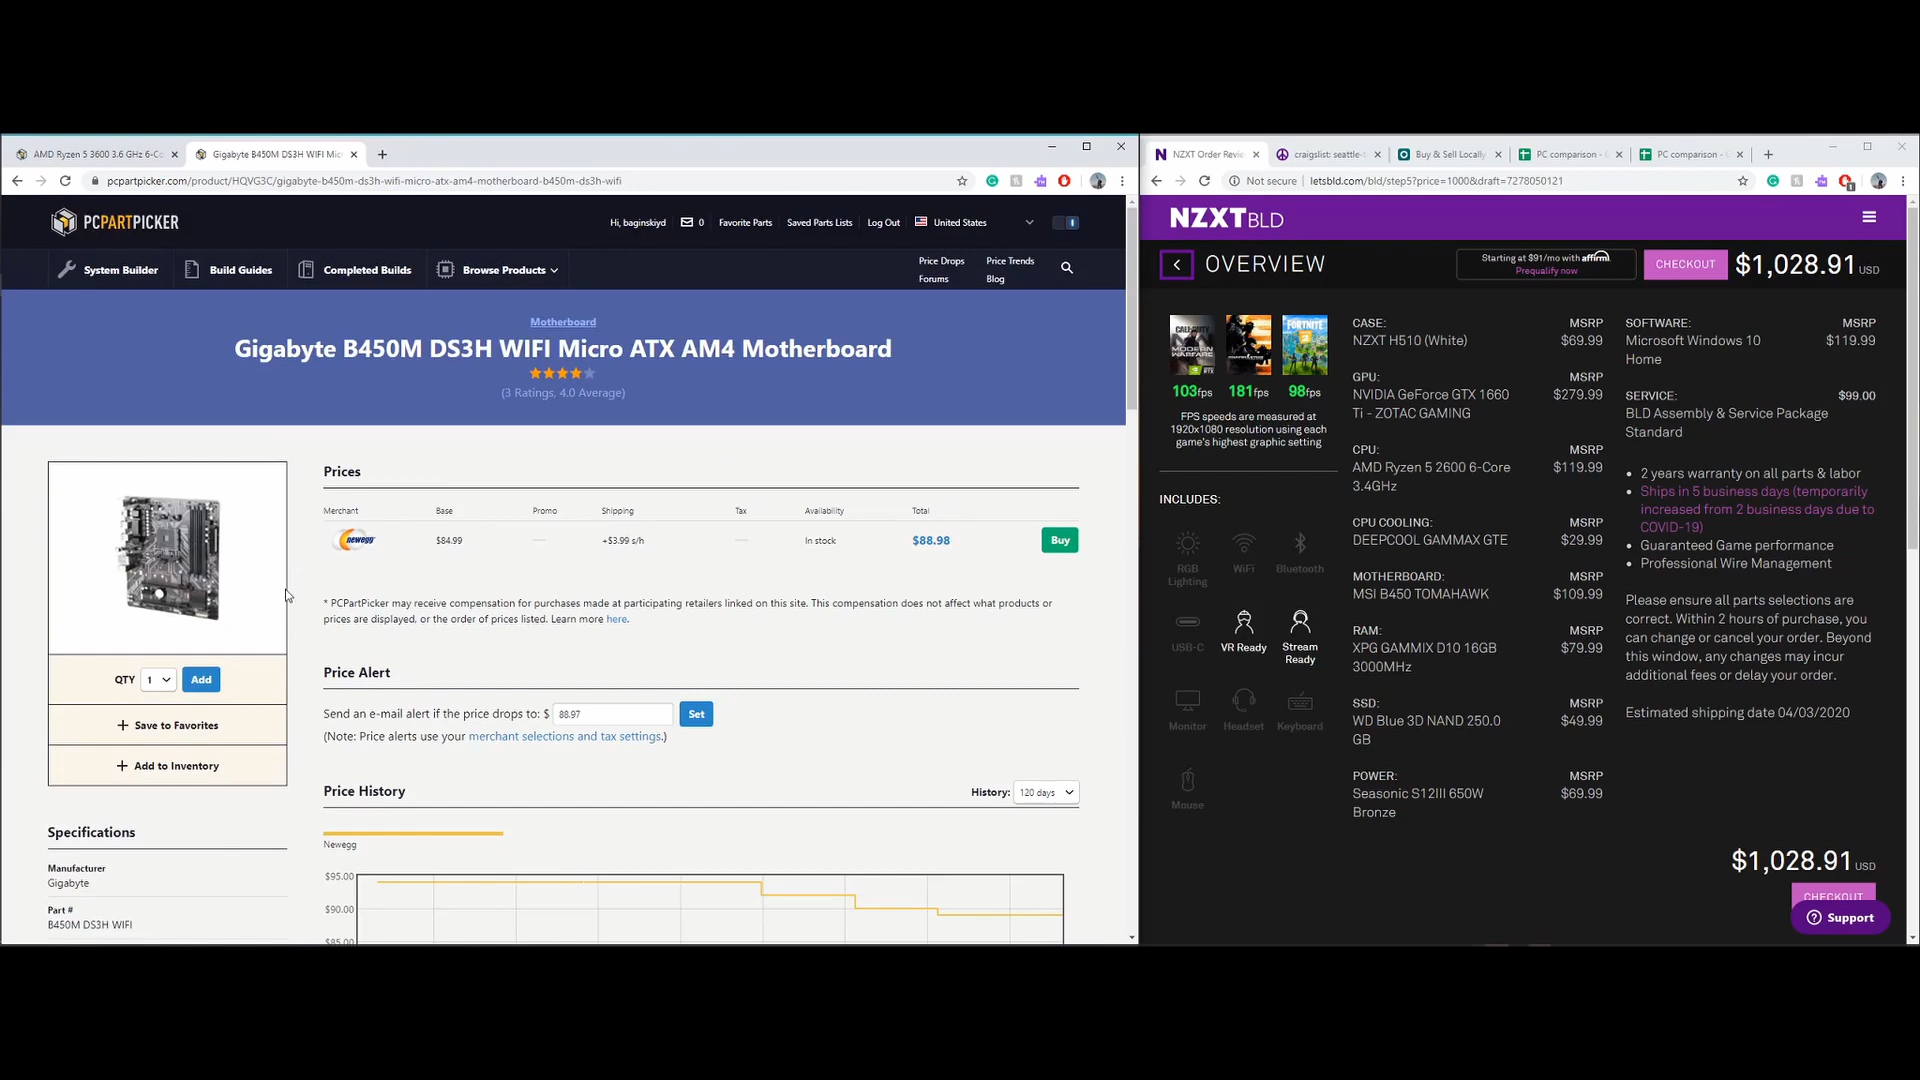 AMD Ryzen 5 3600 3.6 GHz 6-Co
Gigabyte B450M DS3H WIFI Mic
pcpartpicker.com/product/HQVG3C/gigabyte-b450m-ds3h-wifi-micro-atx-am4-motherboard-b450m-ds3h-wifi
PCPARTPICKER
Hi, baginskiyd
0
Favorite Parts
Saved Parts Lists
Log Out
United States
System Builder
Build Guides
Completed Builds
Browse Products
Price Drops
Price Trends
Forums
Blog
Motherboard
Gigabyte B450M DS3H WIFI Micro ATX AM4 Motherboard
(3 Ratings, 4.0 Average)
QTY 1 Add
+ Save to Favorites
+ Add to Inventory
Specifications
Manufacturer
Gigabyte
Part #
B450M DS3H WIFI
Prices
Merchant Base Promo Shipping Tax Availability Total
newegg $84.99 — +$3.99 s/h — In stock $88.98 Buy
* PCPartPicker may receive compensation for purchases made at participating retailers linked on this site. This compensation does not affect what products or
prices are displayed, or the order of prices listed. Learn more here.
Price Alert
Send an e-mail alert if the price drops to: $ 88.97 Set
(Note: Price alerts use your merchant selections and tax settings.)
Price History
History: 120 days
Newegg
$95.00
$90.00
$85.00
NZXT Order Revie
craigslist: seattle-t
Buy & Sell Locally
PC comparison -
PC comparison -
Not secure
letsbld.com/bld/step5?price=1000&draft=7278050121
NZXT BLD
OVERVIEW
Starting at $91/mo with affirm.
Prequalify now
CHECKOUT
$1,028.91 USD
CALL OF DUTY
MODERN
WARFARE
FORTNITE
103fps
181fps
98fps
FPS speeds are measured at
1920x1080 resolution using each
game's highest graphic setting
INCLUDES:
RGB
Lighting
WiFi
Bluetooth
USB-C
VR Ready
Stream
Ready
Monitor
Headset
Keyboard
Mouse
CASE: MSRP
NZXT H510 (White) $69.99
GPU: MSRP
NVIDIA GeForce GTX 1660 $279.99
Ti - ZOTAC GAMING
CPU: MSRP
AMD Ryzen 5 2600 6-Core $119.99
3.4GHz
CPU COOLING: MSRP
DEEPCOOL GAMMAX GTE $29.99
MOTHERBOARD: MSRP
MSI B450 TOMAHAWK $109.99
RAM: MSRP
XPG GAMMIX D10 16GB $79.99
3000MHz
SSD: MSRP
WD Blue 3D NAND 250.0 $49.99
GB
POWER: MSRP
Seasonic S12III 650W $69.99
Bronze
SOFTWARE: MSRP
Microsoft Windows 10 $119.99
Home
SERVICE: $99.00
BLD Assembly & Service Package
Standard
• 2 years warranty on all parts & labor
• Ships in 5 business days (temporarily
increased from 2 business days due to
COVID-19)
• Guaranteed Game performance
• Professional Wire Management
Please ensure all parts selections are
correct. Within 2 hours of purchase, you
can change or cancel your order. Beyond
this window, any changes may incur
additional fees or delay your order.
Estimated shipping date 04/03/2020
$1,028.91 USD
CHECKOUT
Support